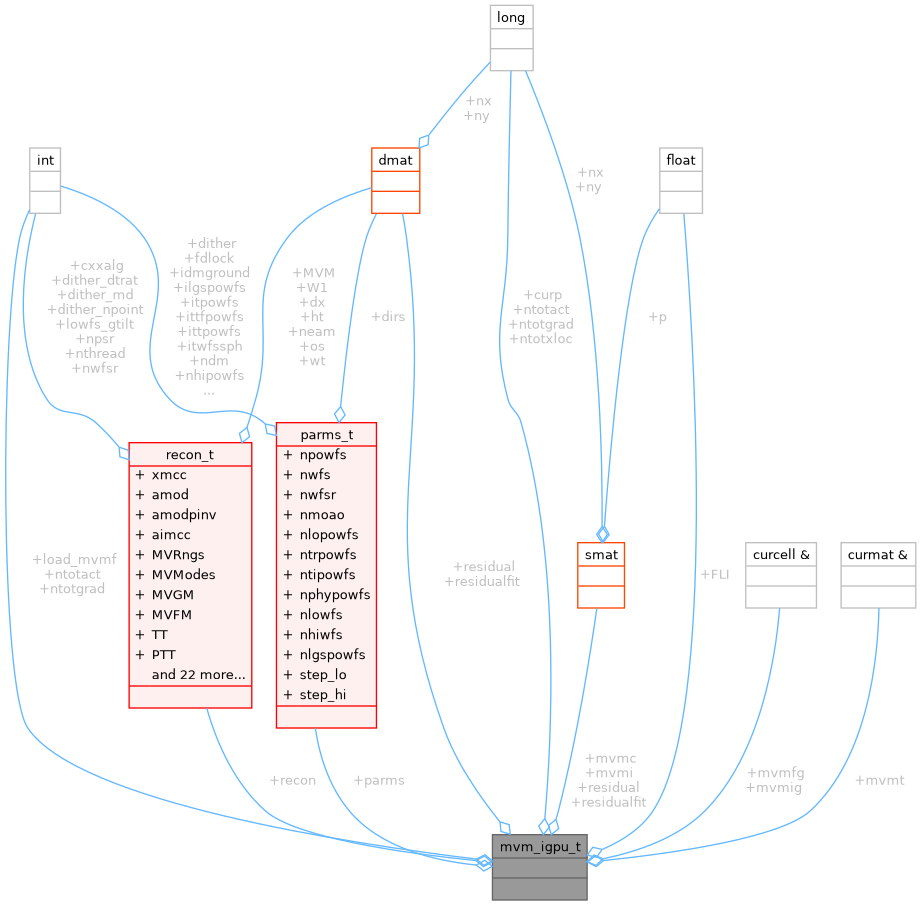 long
+nx
+ny
int
dmat
float
+nx
+ny
+cxxalg
+dither_dtrat
+dither_md
+dither_npoint
+lowfs_gtilt
+npsr
+nthread
+nwfsr
+dither
+fdlock
+idmground
+ilgspowfs
+itpowfs
+ittfpowfs
+ittpowfs
+itwfssph
+ndm
+nhipowfs
...
+MVM
+W1
+dx
+ht
+neam
+os
+wt
+dirs
+curp
+ntotact
+ntotgrad
+ntotxloc
+p
recon_t
+ xmcc
+ amod
+ amodpinv
+ aimcc
+ MVRngs
+ MVModes
+ MVGM
+ MVFM
+ TT
+ PTT
and 22 more...
parms_t
+ npowfs
+ nwfs
+ nwfsr
+ nmoao
+ nlopowfs
+ ntrpowfs
+ ntipowfs
+ nphypowfs
+ nlowfs
+ nhiwfs
+ nlgspowfs
+ step_lo
+ step_hi
smat
curcell &
curmat &
+load_mvmf
+ntotact
+ntotgrad
+residual
+residualfit
+FLI
+recon
+parms
+mvmc
+mvmi
+residual
+residualfit
+mvmfg
+mvmig
+mvmt
mvm_igpu_t